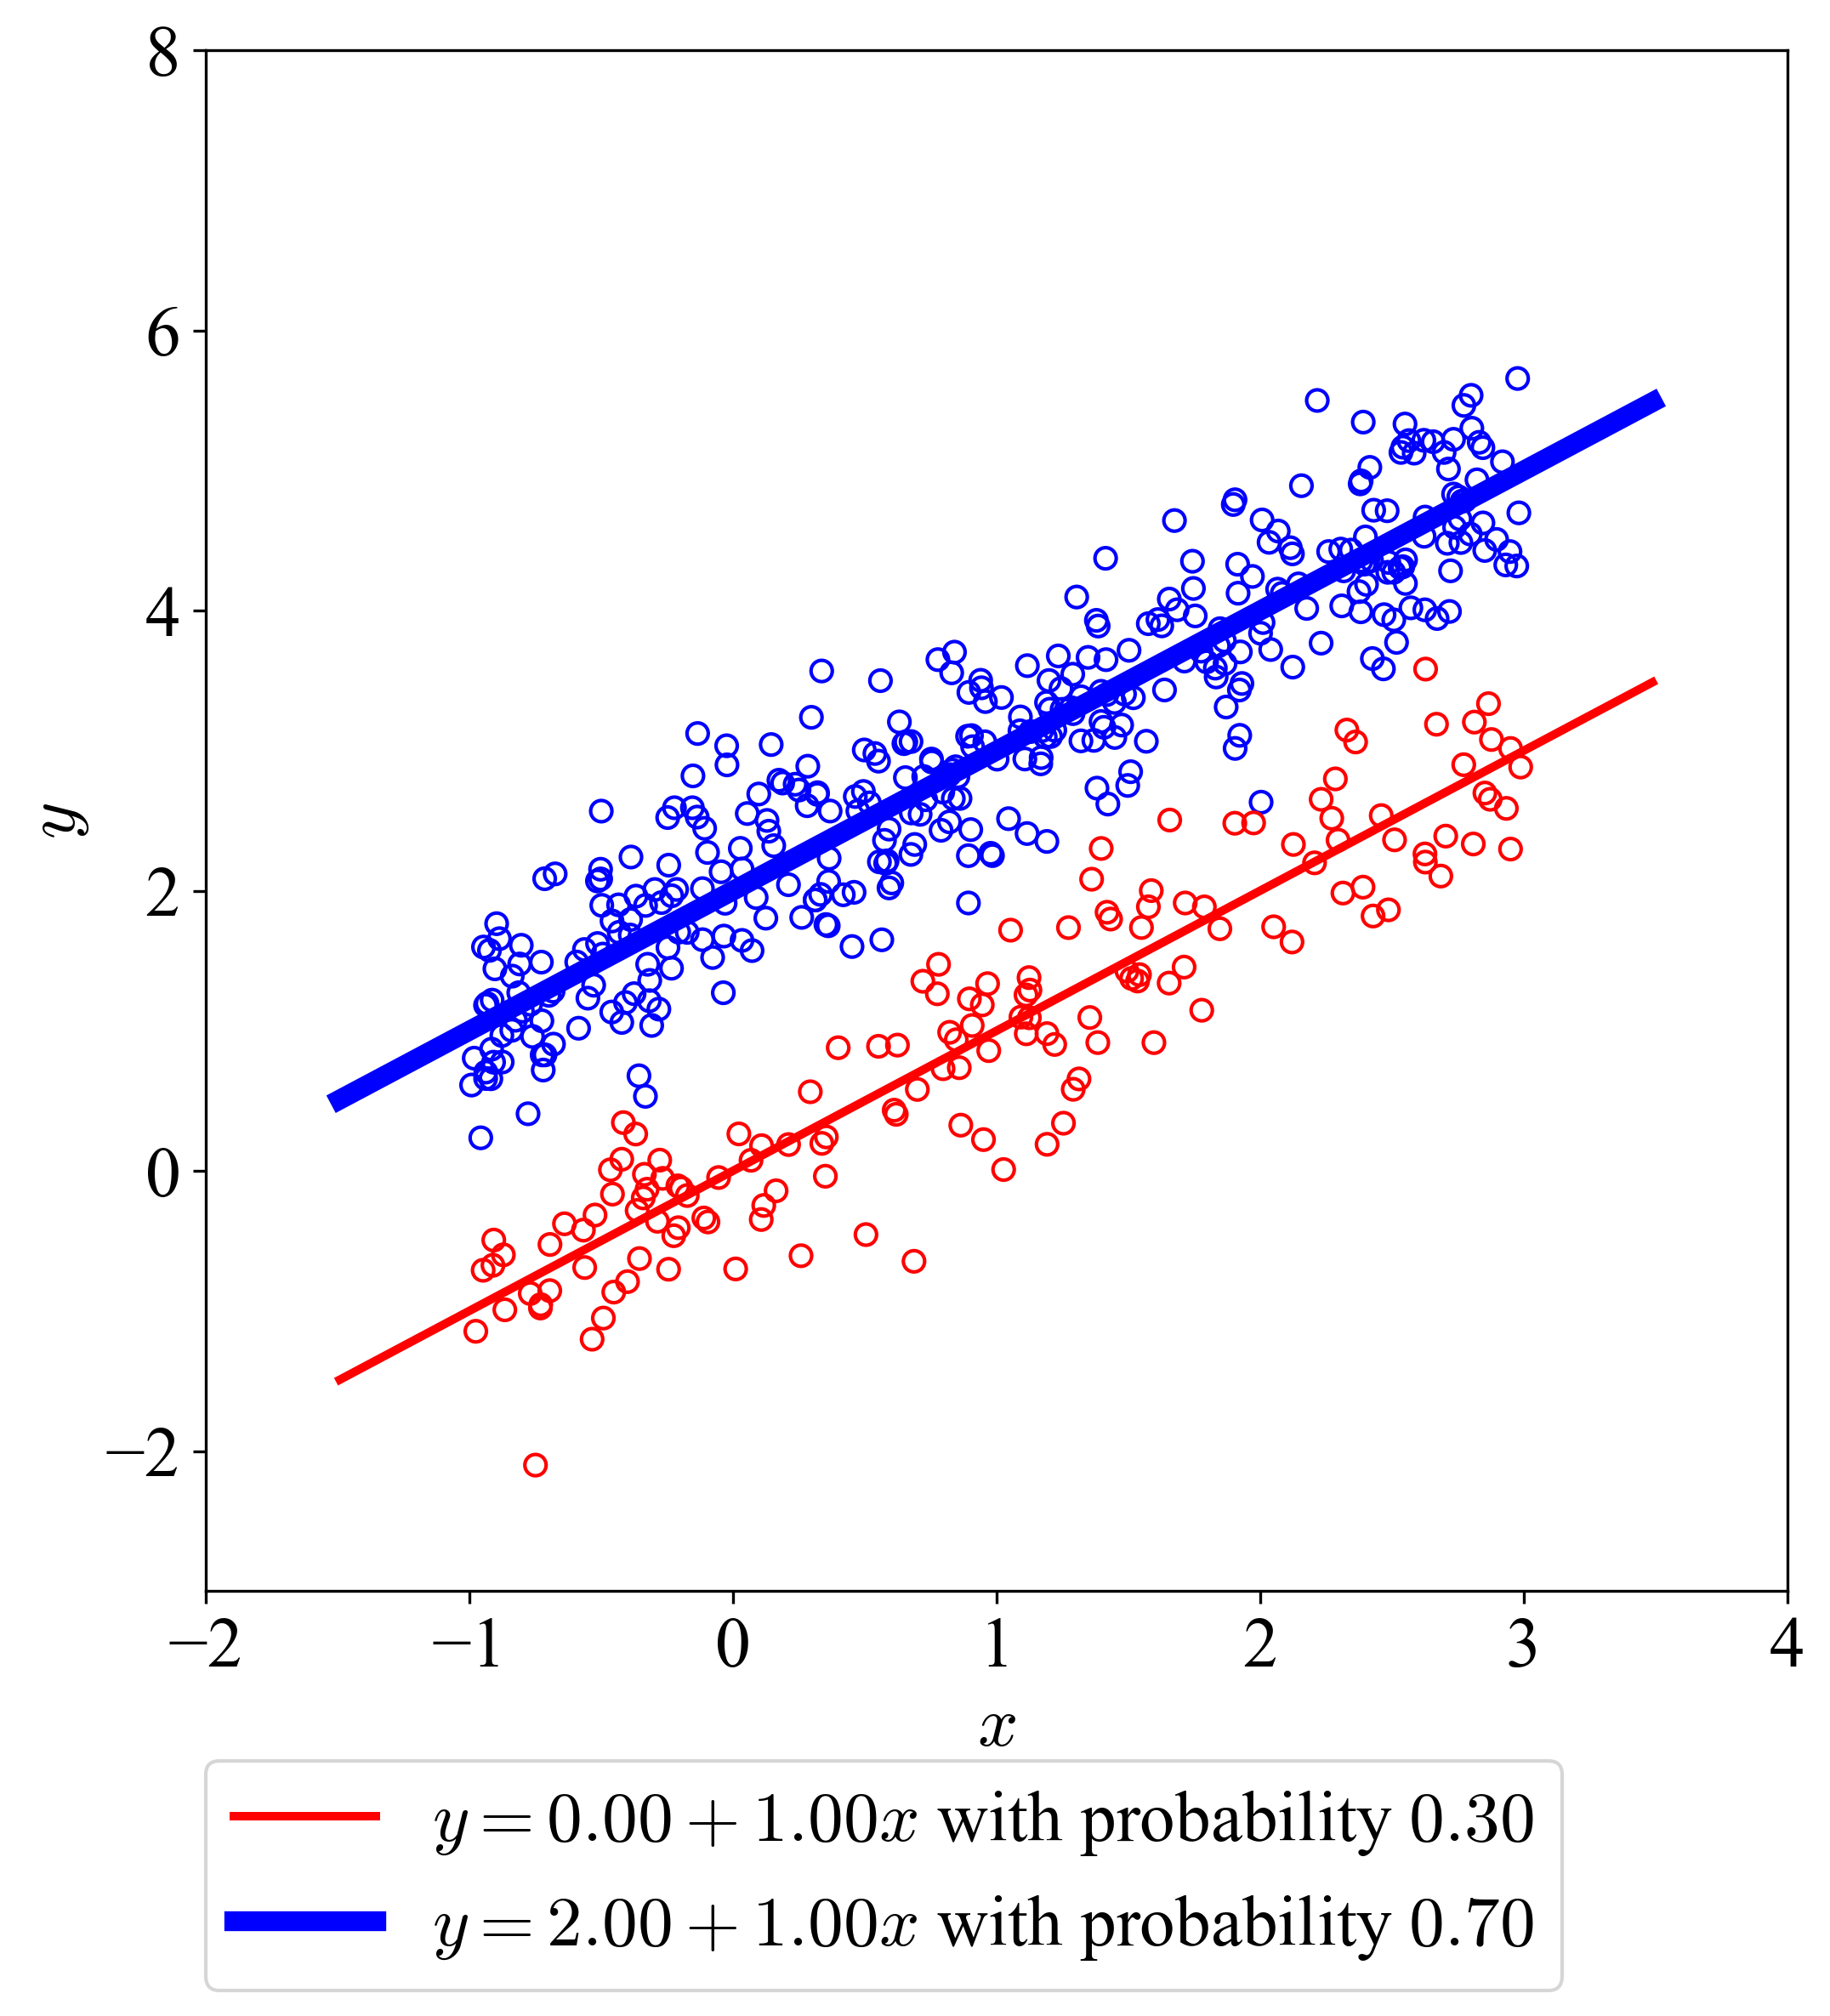 8
6
4
2
0
−2
y
−2 −1 0 1 2 3 4
x
y = 0.00 + 1.00x with probability 0.30
y = 2.00 + 1.00x with probability 0.70